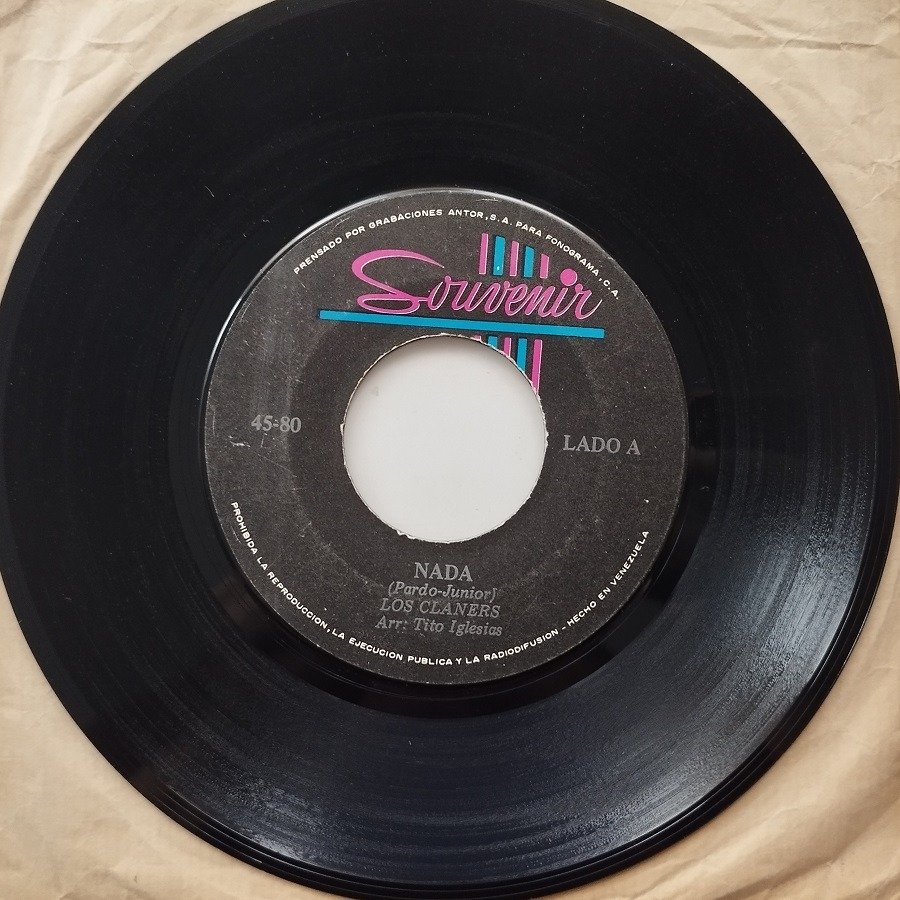 PRENSADO POR GRABACIONES ANTOR, S.A. PARA FONOGRAMA, C.A.
Souvenir
45-80
LADO A
NADA
(Pardo-Junior)
LOS CLANERS
Arr: Tito Iglesias
PROHIBIDA LA REPRODUCCION, LA EJECUCION PUBLICA Y LA RADIODIFUSION - HECHO EN VENEZUELA